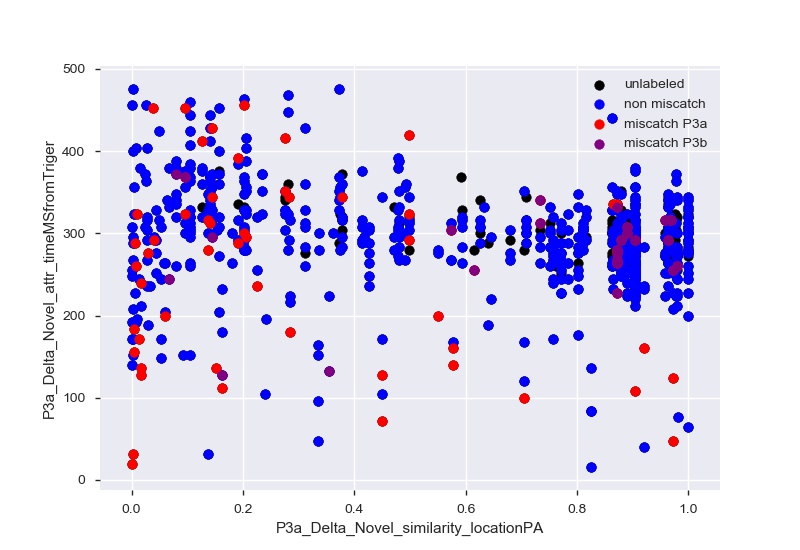 500
400
300
200
100
0
P3a_Delta_Novel_attr_timeMSfromTriger
unlabeled
non miscatch
miscatch P3a
miscatch P3b
0.0 0.2 0.4 0.6 0.8 1.0
P3a_Delta_Novel_similarity_locationPA